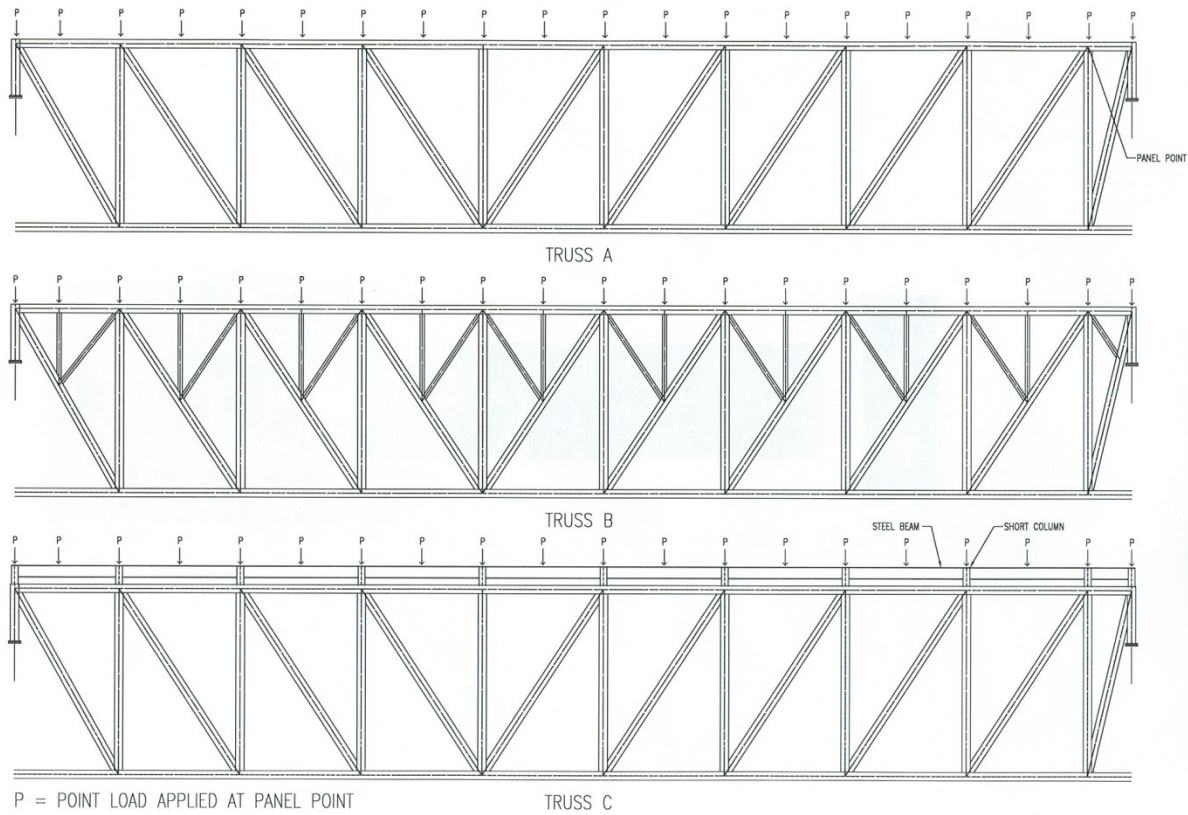 P P P P P P P P P P P P P P P P P P P P
PANEL POINT
TRUSS A
P P P P P P P P P P P P P P P P P P P P
TRUSS B
STEEL BEAM SHORT COLUMN
P P P P P P P P P P P P P P P P P P P P
P = POINT LOAD APPLIED AT PANEL POINT
TRUSS C